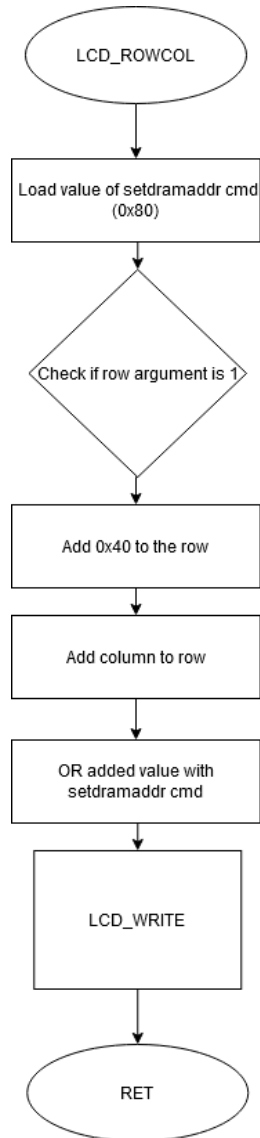 LCD_ROWCOL
Load value of setdramaddr cmd
(0x80)
Check if row argument is 1
Add 0x40 to the row
Add column to row
OR added value with
setdramaddr cmd
LCD_WRITE
RET